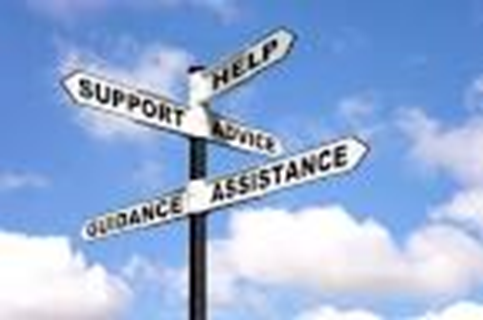 HELP
SUPPORT
ADVICE
ASSISTANCE
GUIDANCE